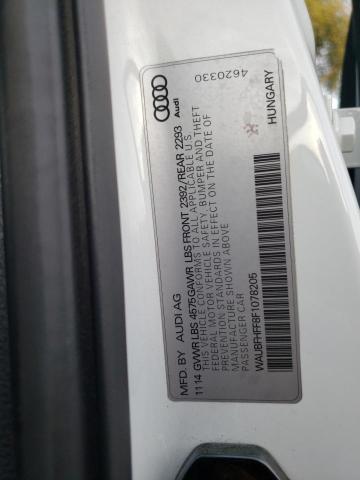 Audi
4620330
MFD. BY AUDI AG
11 14 GVWR LBS 4575 GAWR LBS FRONT 2392/REAR 2293
THIS VEHICLE CONFORMS TO ALL APPLICABLE U.S.
FEDERAL MOTOR VEHICLE SAFETY, BUMPER AND THEFT
PREVENTION STANDARDS IN EFFECT ON THE DATE OF
MANUFACTURE SHOWN ABOVE
PASSENGER CAR
WAUBFHFF8F1078205
HUNGARY